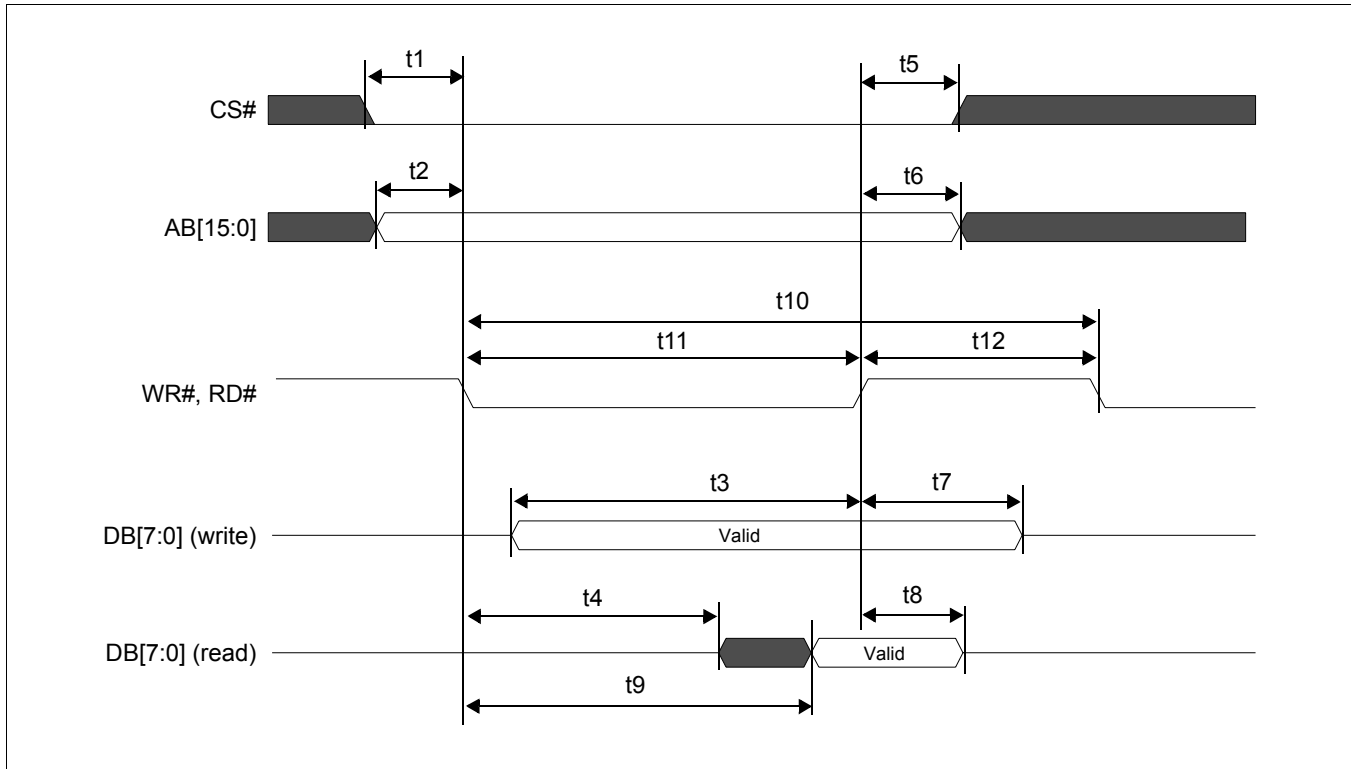 t1
t5
CS#
t2
t6
AB[15:0]
t10
t11
t12
WR#, RD#
t3
t7
DB[7:0] (write)
Valid
t4
t8
DB[7:0] (read)
Valid
t9